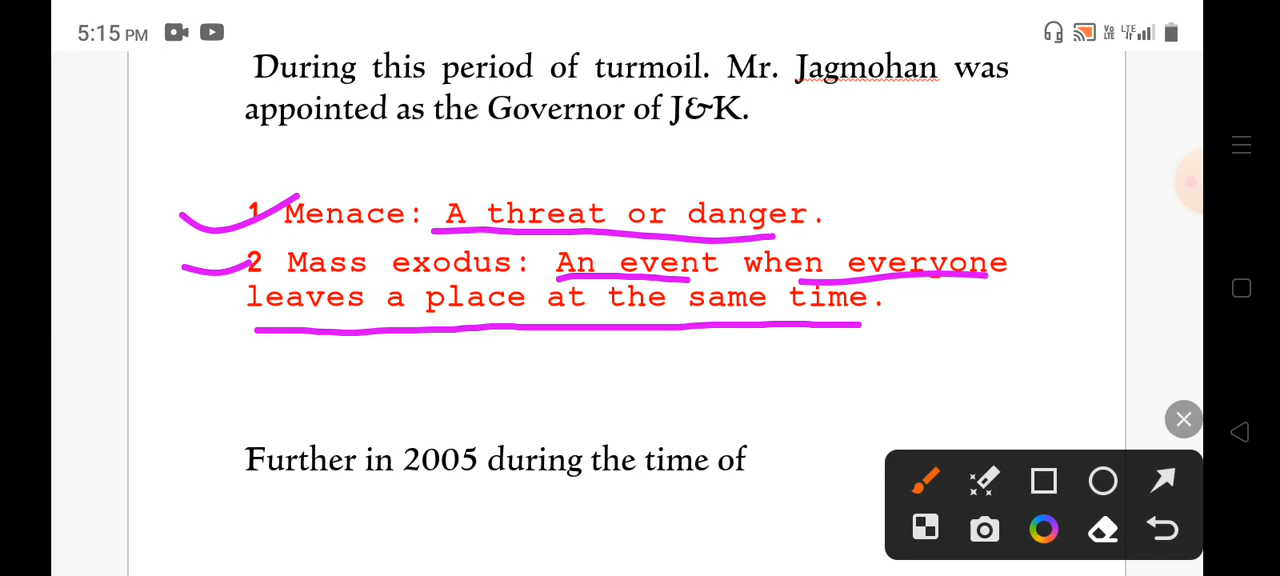 5:15 PM
During this period of turmoil. Mr. Jagmohan was
appointed as the Governor of J&K.
1 Menace: A threat or danger.
2 Mass exodus: An event when everyone
leaves a place at the same time.
Further in 2005 during the time of